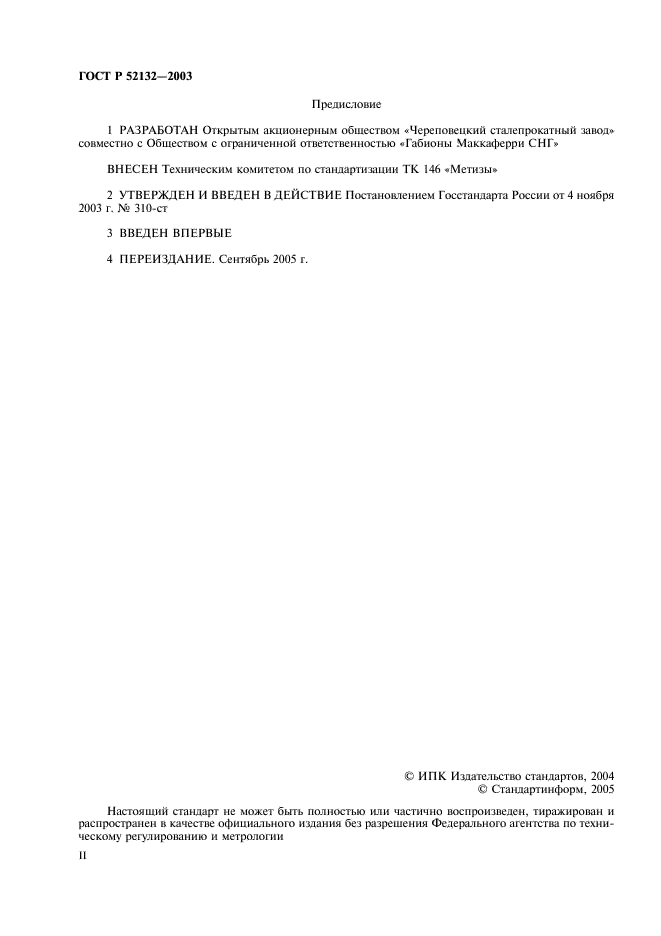 ГОСТ Р 52132—2003
Предисловие
1 РАЗРАБОТАН Открытым акционерным обществом «Череповецкий сталепрокатный завод»
совместно с Обществом с ограниченной ответственностью «Габионы Маккаферри СНГ»
ВНЕСЕН Техническим комитетом по стандартизации ТК 146 «Метизы»
2 УТВЕРЖДЕН И ВВЕДЕН В ДЕЙСТВИЕ Постановлением Госстандарта России от 4 ноября
2003 г. № 310-ст
3 ВВЕДЕН ВПЕРВЫЕ
4 ПЕРЕИЗДАНИЕ. Сентябрь 2005 г.
© ИПК Издательство стандартов, 2004
© Стандартинформ, 2005
Настоящий стандарт не может быть полностью или частично воспроизведен, тиражирован и
распространен в качестве официального издания без разрешения Федерального агентства по техни-
ческому регулированию и метрологии
II